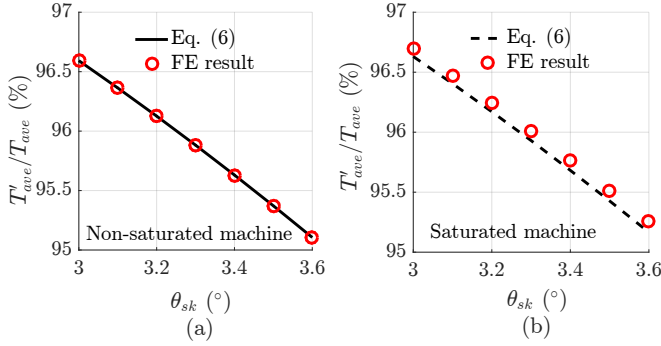 97
96.5
96
95.5
95
T'ave/Tave (%)
Eq. (6)
FE result
Non-saturated machine
3 3.2 3.4 3.6
θsk (°)
(a)
97
96.5
96
95.5
95
T'ave/Tave (%)
Eq. (6)
FE result
Saturated machine
3 3.2 3.4 3.6
θsk (°)
(b)